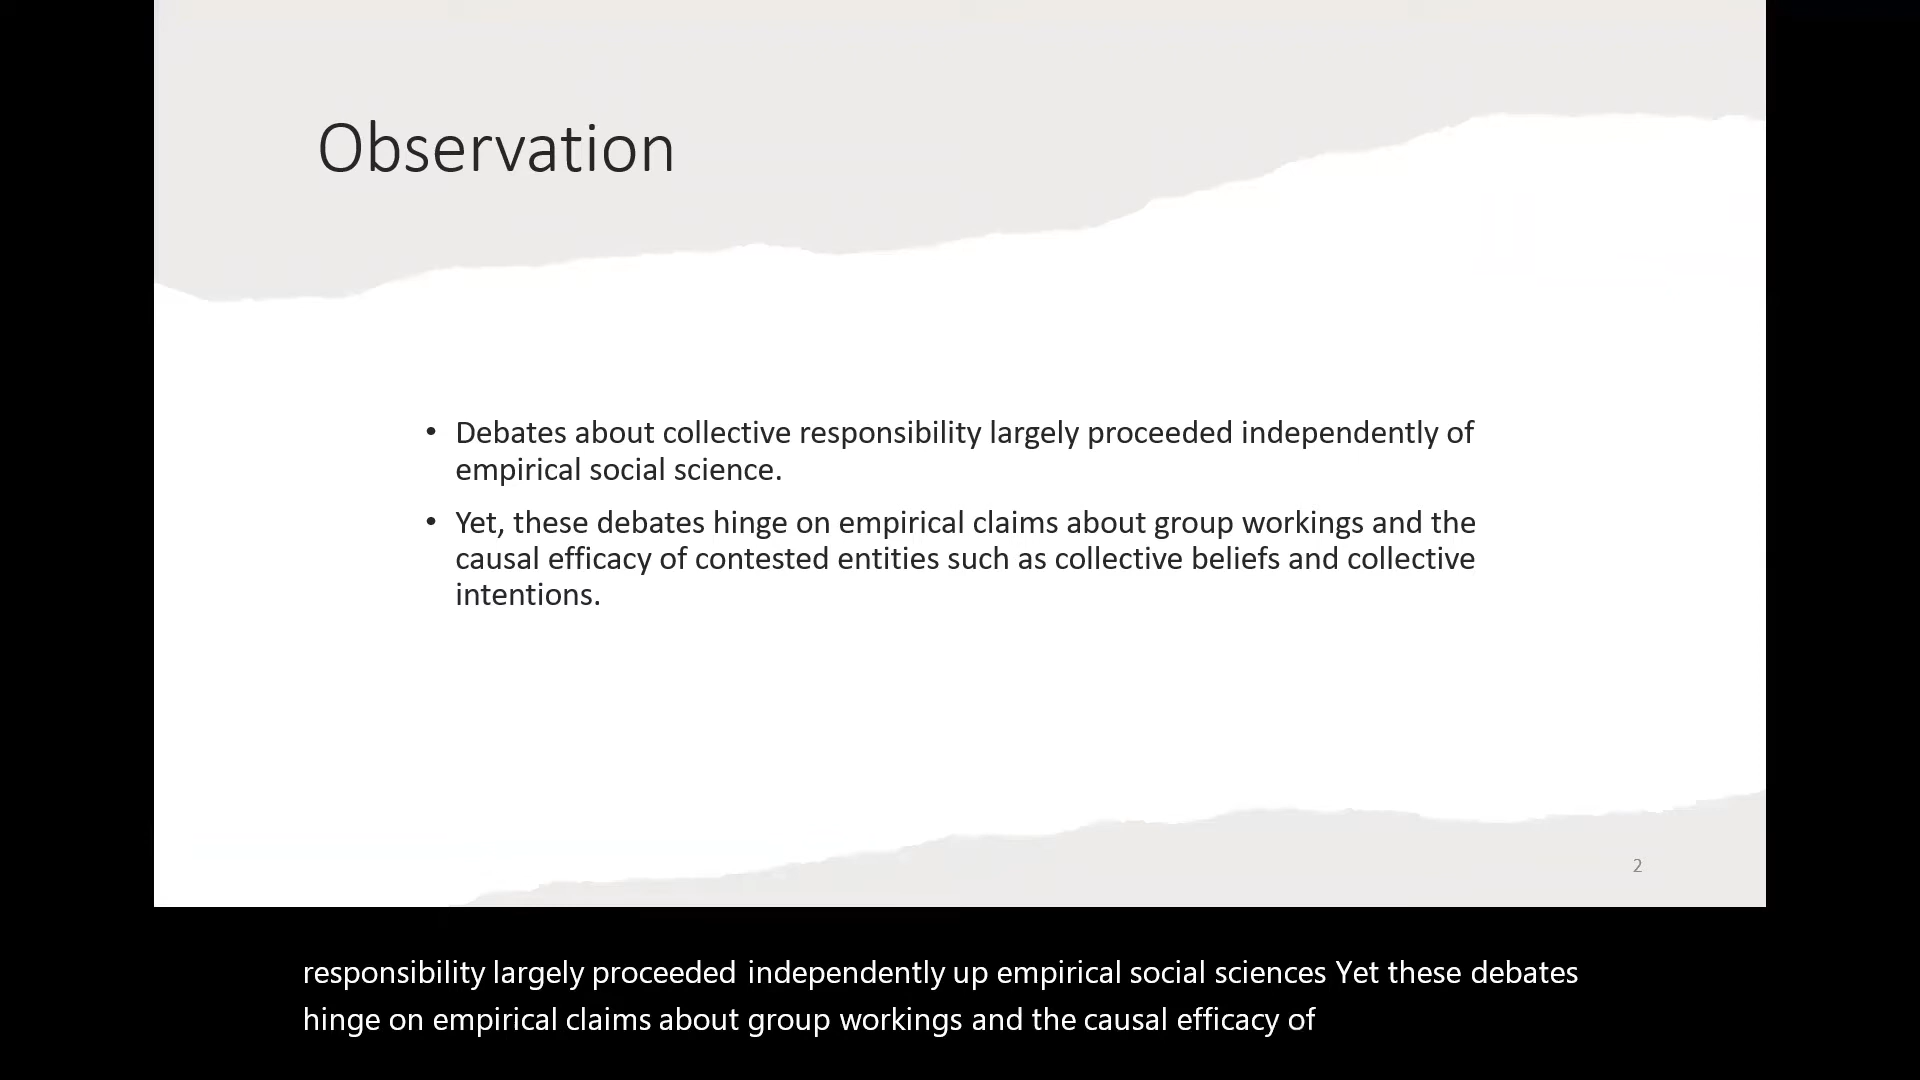 Observation
• Debates about collective responsibility largely proceeded independently of
empirical social science.
• Yet, these debates hinge on empirical claims about group workings and the
causal efficacy of contested entities such as collective beliefs and collective
intentions.
2
responsibility largely proceeded independently up empirical social sciences Yet these debates
hinge on empirical claims about group workings and the causal efficacy of